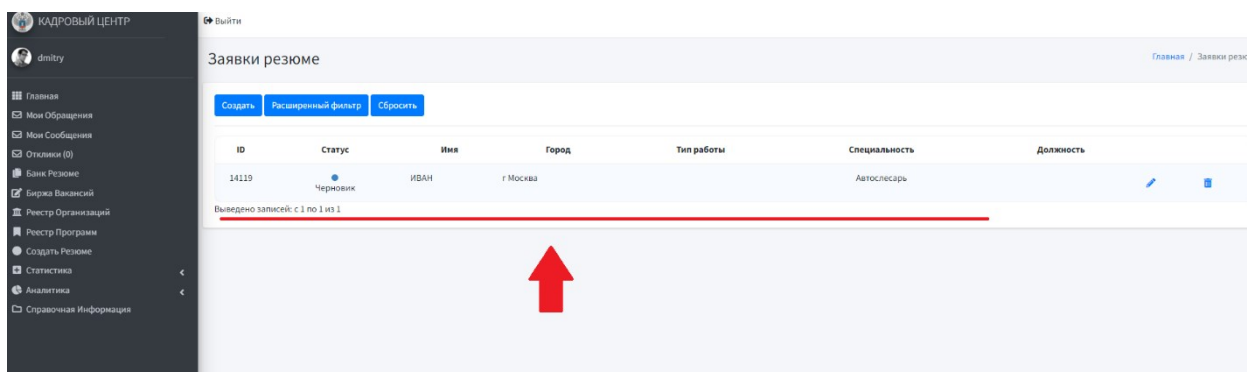 КАДРОВЫЙ ЦЕНТР
Выйти
dmitry
Заявки резюме
Главная / Заявки резю
Главная
Мои Обращения
Мои Сообщения
Отклики (0)
Банк Резюме
Биржа Вакансий
Реестр Организаций
Реестр Программ
Создать Резюме
Статистика
Аналитика
Справочная Информация
Создать Расширенный фильтр Сбросить
ID Статус Имя Город Тип работы Специальность Должность
14119 Черновик ИВАН г Москва Автослесарь
Выведено записей: с 1 по 1 из 1